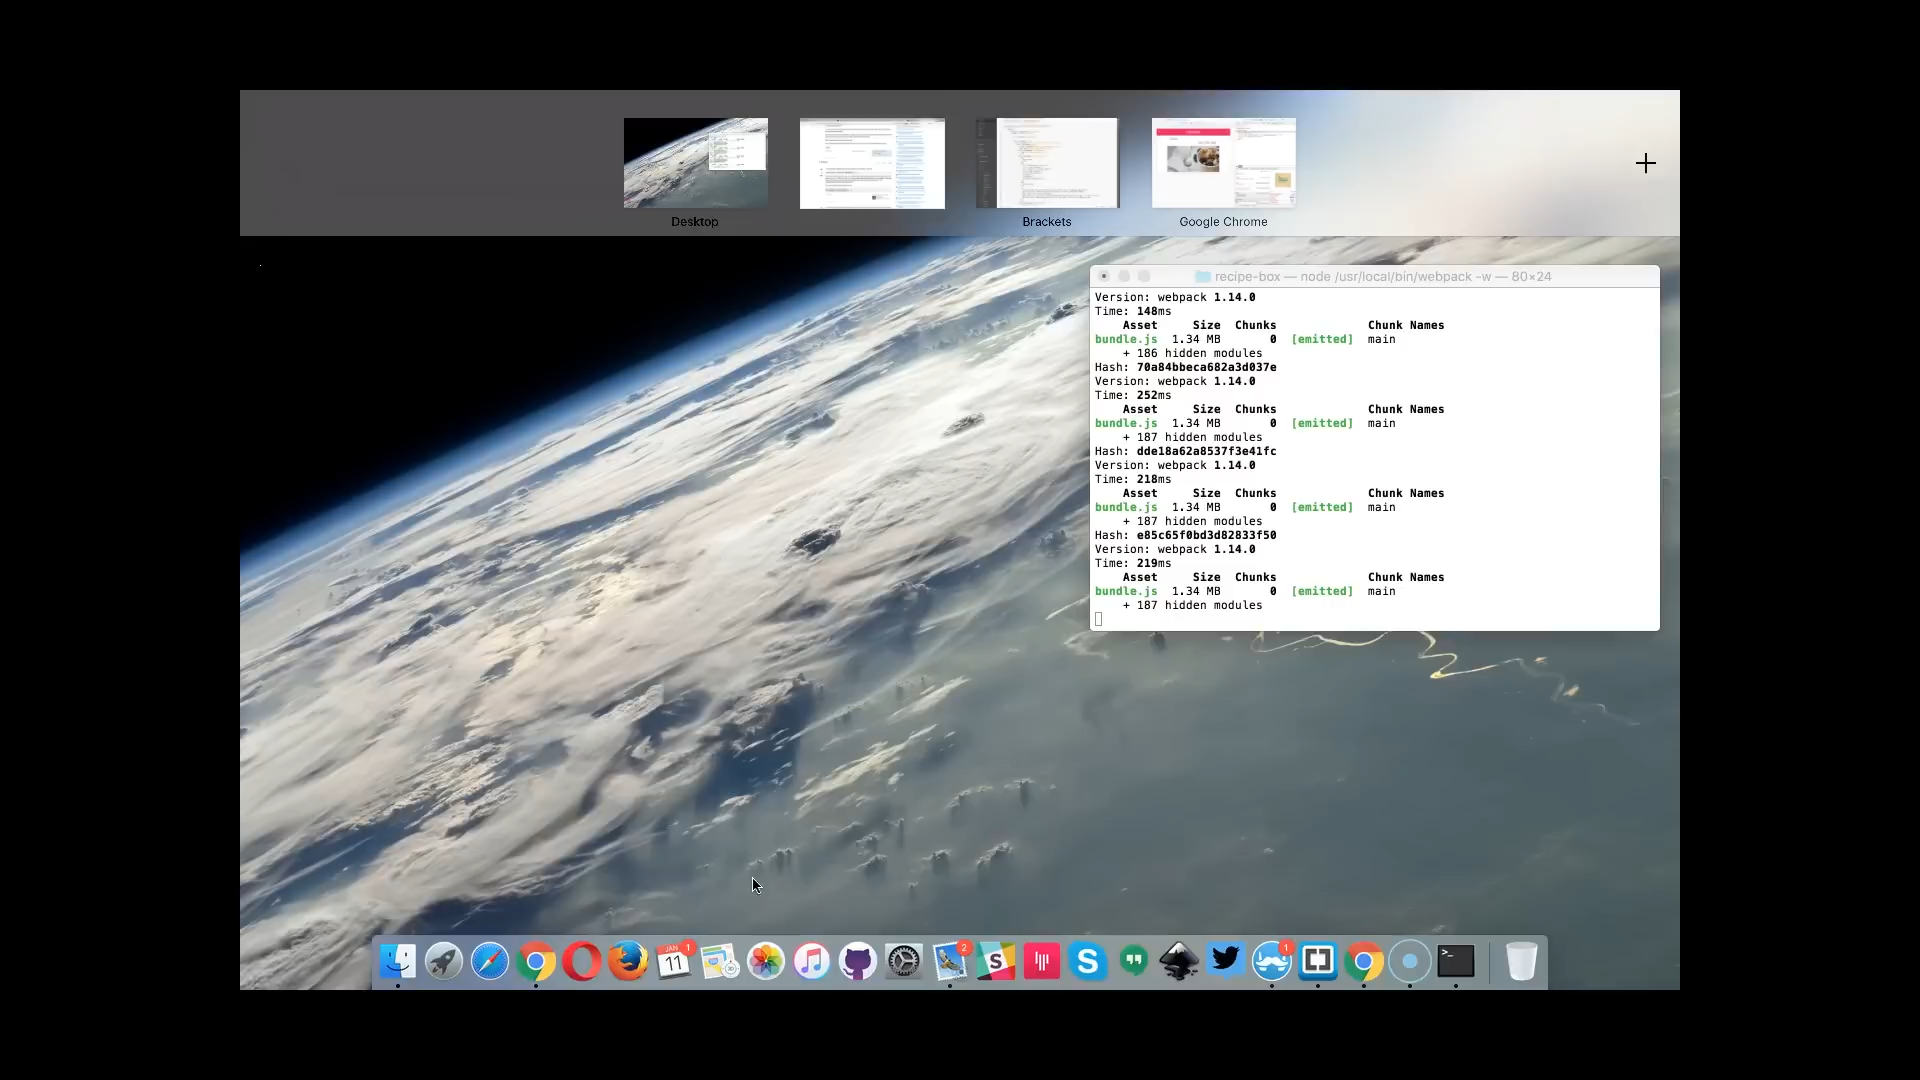 Desktop
Brackets
Google Chrome
recipe-box — node /usr/local/bin/webpack -w — 80×24
Version: webpack 1.14.0
Time: 148ms
Asset Size Chunks Chunk Names
bundle.js 1.34 MB 0 [emitted] main
+ 186 hidden modules
Hash: 70a84bbeca682a3d037e
Version: webpack 1.14.0
Time: 252ms
Asset Size Chunks Chunk Names
bundle.js 1.34 MB 0 [emitted] main
+ 187 hidden modules
Hash: dde18a62a8537f3e41fc
Version: webpack 1.14.0
Time: 218ms
Asset Size Chunks Chunk Names
bundle.js 1.34 MB 0 [emitted] main
+ 187 hidden modules
Hash: e85c65f0bd3d82833f50
Version: webpack 1.14.0
Time: 219ms
Asset Size Chunks Chunk Names
bundle.js 1.34 MB 0 [emitted] main
+ 187 hidden modules
JAN
11
1
2
S
S
1
>_